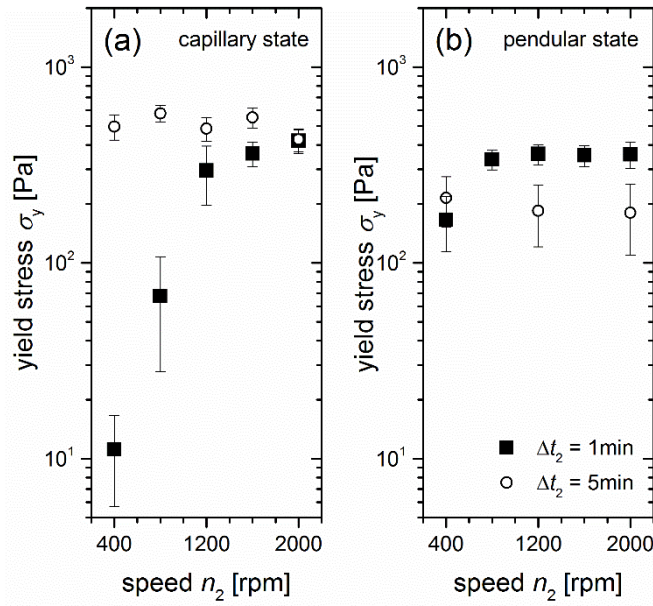 (a) capillary state
(b) pendular state
10³
10²
10¹
yield stress σy [Pa]
400 1200 2000
speed n₂ [rpm]
10³
10²
10¹
yield stress σy [Pa]
■ Δt₂ = 1min
○ Δt₂ = 5min
400 1200 2000
speed n₂ [rpm]